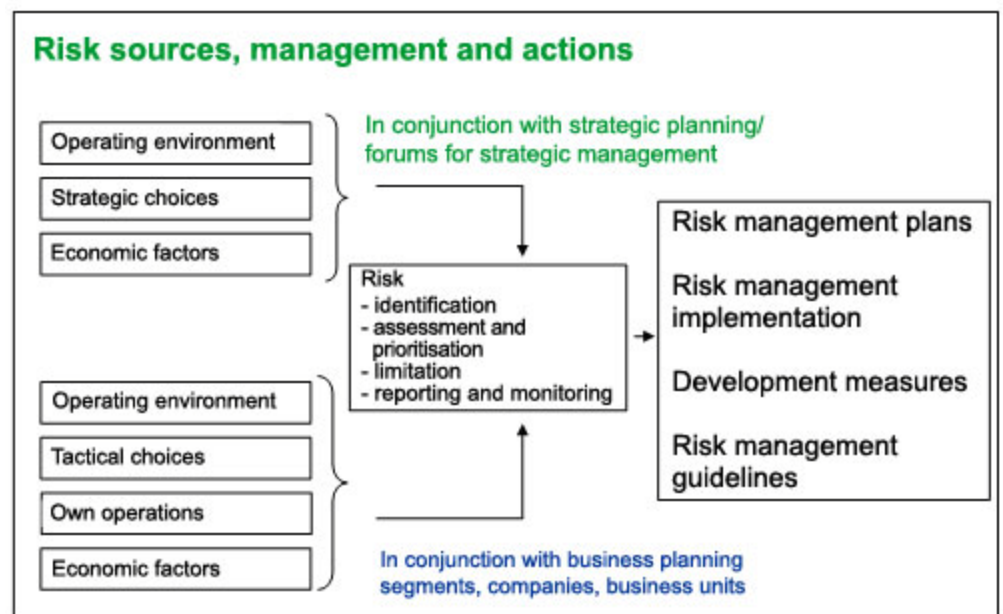 Risk sources, management and actions
Operating environment
Strategic choices
Economic factors
In conjunction with strategic planning/
forums for strategic management
Risk
- identification
- assessment and
prioritisation
- limitation
- reporting and monitoring
Risk management plans
Risk management
implementation
Development measures
Risk management
guidelines
Operating environment
Tactical choices
Own operations
Economic factors
In conjunction with business planning
segments, companies, business units